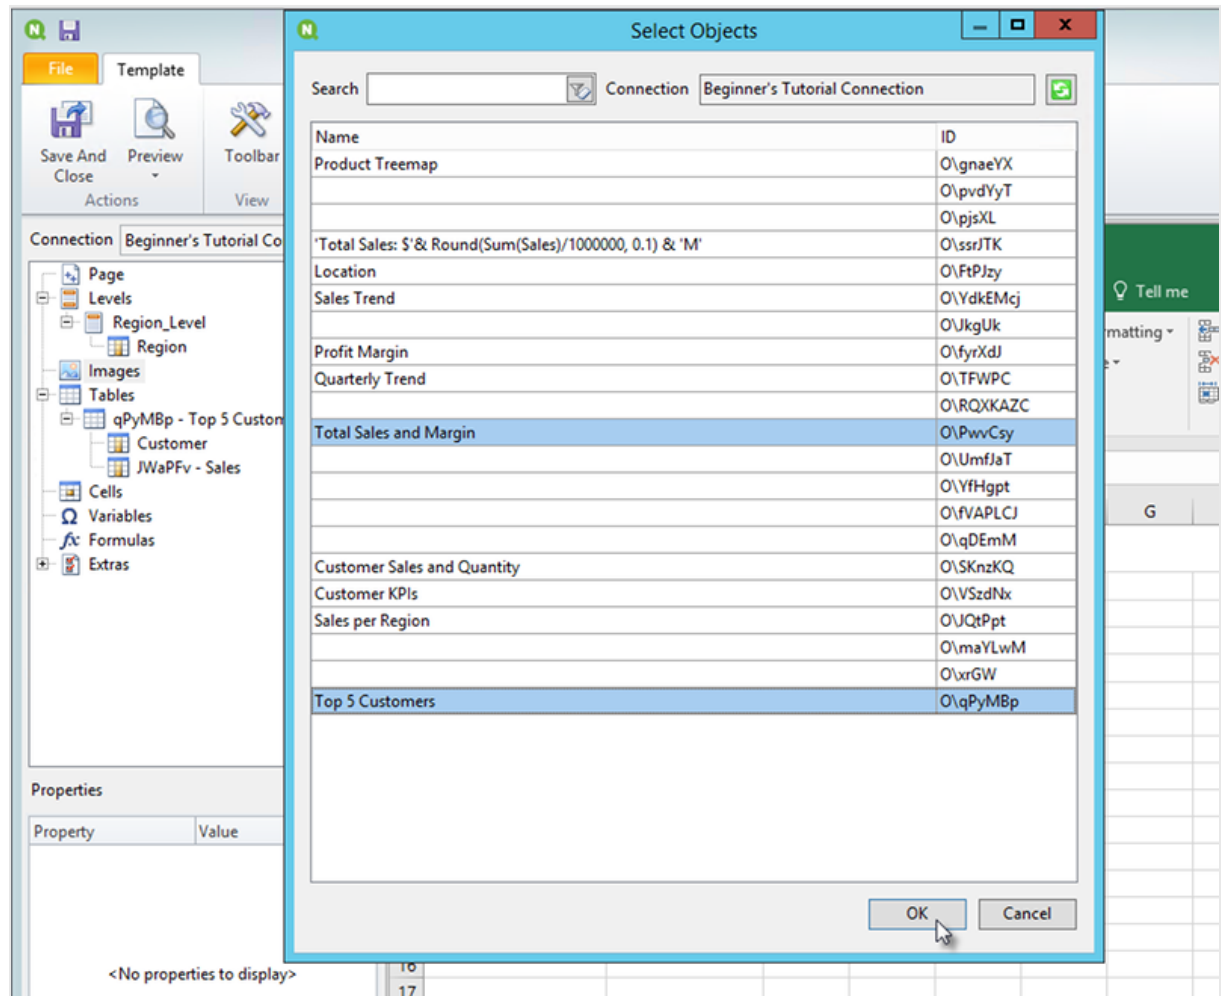 Select Objects
File
Template
Save And Close
Preview
Toolbar
Actions
View
Search
Connection
Beginner's Tutorial Connection
Name
ID
Product Treemap
O\gnaeYX
O\pvdYyT
O\pjsXL
'Total Sales: $'& Round(Sum(Sales)/1000000, 0.1) & 'M'
O\ssrJTK
Location
O\FtPJzy
Sales Trend
O\YdkEMcj
O\JkgUk
Profit Margin
O\fyrXdJ
Quarterly Trend
O\TFWPC
O\RQXKAZC
Total Sales and Margin
O\PwvCsy
O\UmfJaT
O\YfHgpt
O\fVAPLCJ
O\qDEmM
Customer Sales and Quantity
O\SKnzKQ
Customer KPIs
O\VSzdNx
Sales per Region
O\JQtPpt
O\maYLwM
O\xrGW
Top 5 Customers
O\qPyMBp
OK
Cancel
Connection
Beginner's Tutorial Co
Page
Levels
Region_Level
Region
Images
Tables
qPyMBp - Top 5 Custom
Customer
JWaPFv - Sales
Cells
Variables
Formulas
Extras
Properties
Property
Value
<No properties to display>
Tell me
matting
G
16
17